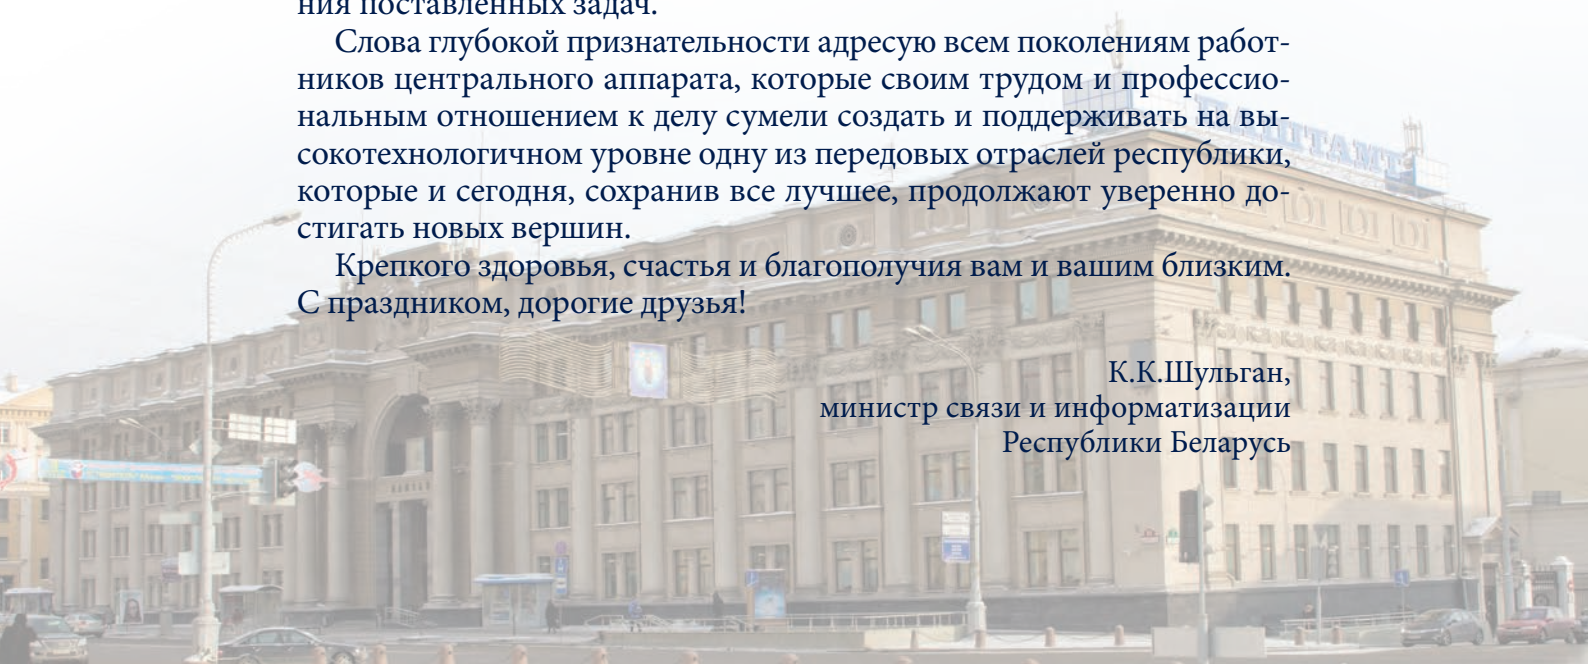 ния поставленных задач.
Слова глубокой признательности адресую всем поколениям работ-
ников центрального аппарата, которые своим трудом и профессио-
нальным отношением к делу сумели создать и поддерживать на вы-
сокотехнологичном уровне одну из передовых отраслей республики,
которые и сегодня, сохранив все лучшее, продолжают уверенно до-
стигать новых вершин.
Крепкого здоровья, счастья и благополучия вам и вашим близким.
С праздником, дорогие друзья!
К.К.Шульган,
министр связи и информатизации
Республики Беларусь
ПАШТАМТ